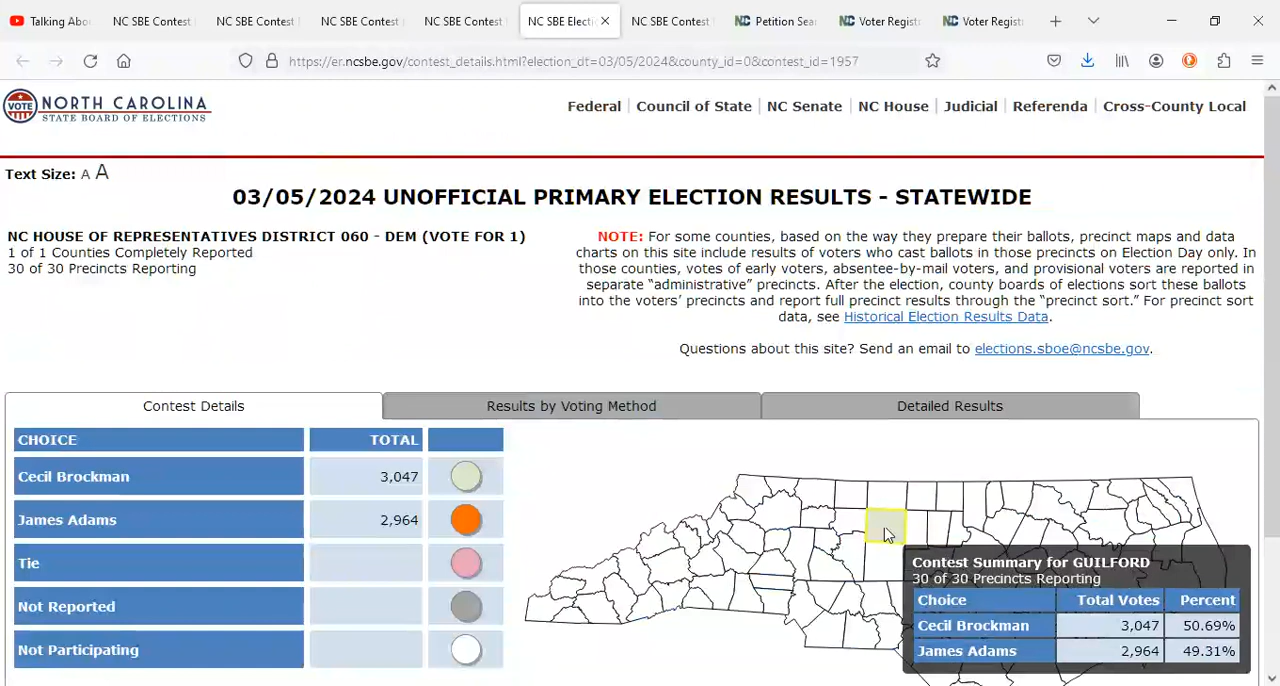 Talking Abo
NC SBE Contest
NC SBE Contest
NC SBE Contest
NC SBE Contest
NC SBE Electi
NC SBE Contest
NC Petition Sea
NC Voter Regist
NC Voter Regist
https://er.ncsbe.gov/contest_details.html?election_dt=03/05/2024&county_id=0&contest_id=1957
VOTE
NORTH CAROLINA
STATE BOARD OF ELECTIONS
Federal | Council of State | NC Senate | NC House | Judicial | Referenda | Cross-County Local
Text Size: A A
03/05/2024 UNOFFICIAL PRIMARY ELECTION RESULTS - STATEWIDE
NC HOUSE OF REPRESENTATIVES DISTRICT 060 - DEM (VOTE FOR 1)
1 of 1 Counties Completely Reported
30 of 30 Precincts Reporting
NOTE: For some counties, based on the way they prepare their ballots, precinct maps and data
charts on this site include results of voters who cast ballots in those precincts on Election Day only. In
those counties, votes of early voters, absentee-by-mail voters, and provisional voters are reported in
separate “administrative” precincts. After the election, county boards of elections sort these ballots
into the voters’ precincts and report full precinct results through the “precinct sort.” For precinct sort
data, see Historical Election Results Data.
Questions about this site? Send an email to elections.sboe@ncsbe.gov.
Contest Details
Results by Voting Method
Detailed Results
CHOICE TOTAL
Cecil Brockman 3,047
James Adams 2,964
Tie
Not Reported
Not Participating
Contest Summary for GUILFORD
30 of 30 Precincts Reporting
Choice Total Votes Percent
Cecil Brockman 3,047 50.69%
James Adams 2,964 49.31%